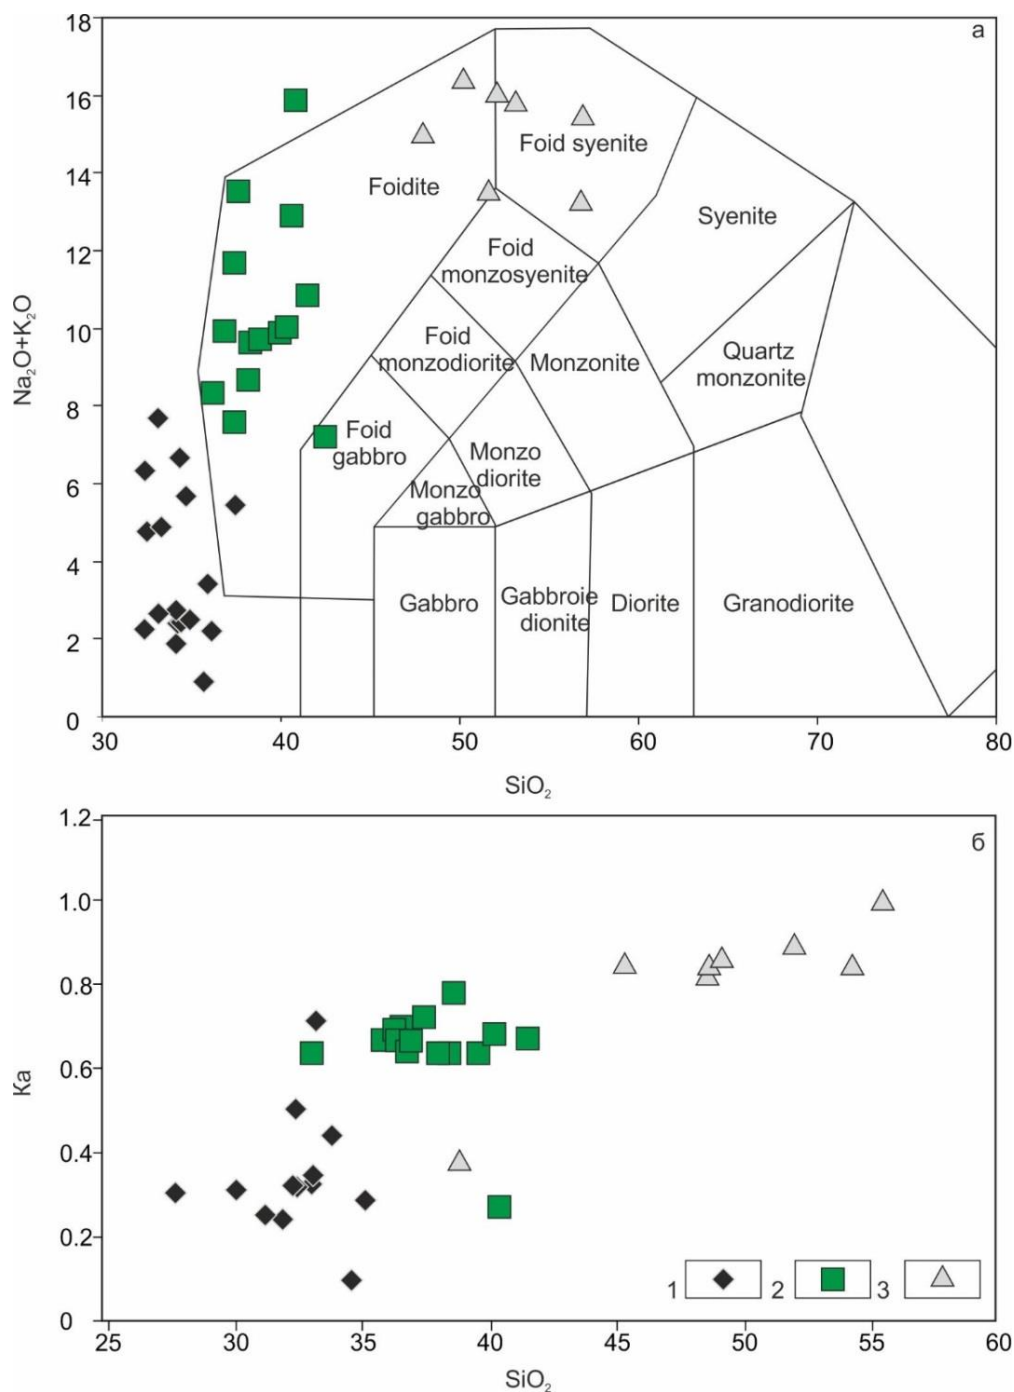 18
а
16
Foid syenite
14
Foidite
Syenite
12
Foid
monzosyenite
Na₂O+K₂O
10
Foid
monzodiorite
Monzonite
Quartz
monzonite
8
Foid
gabbro
Monzo
diorite
6
Monzo
gabbro
4
Gabbro
Gabbroie
dionite
Diorite
Granodiorite
2
0
30 40 50 60 70 80
SiO₂
1.2
б
1.0
0.8
Ka
0.6
0.4
0.2
1 2 3
0
25 30 35 40 45 50 55 60
SiO₂